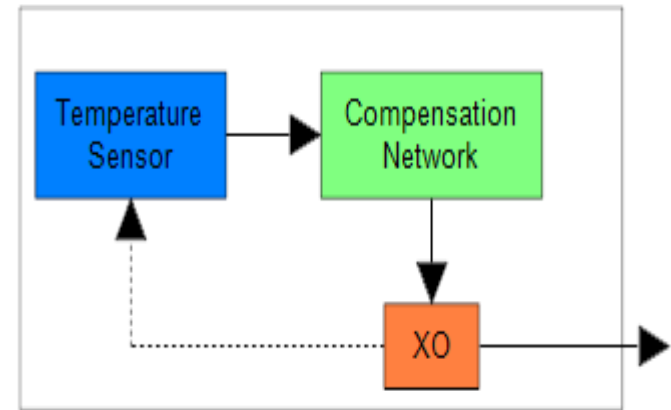 Temperature
Sensor
Compensation
Network
XO